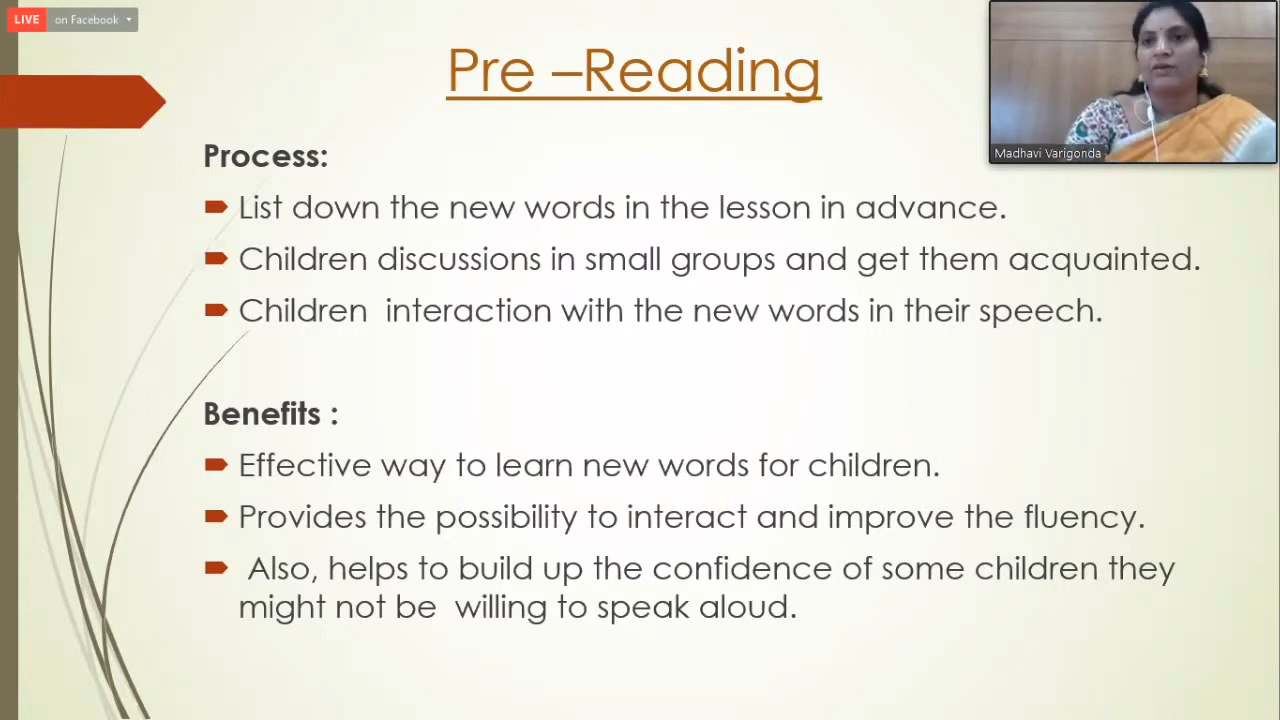 LIVE on Facebook
Pre –Reading
Madhavi Varigonda
Process:
List down the new words in the lesson in advance.
Children discussions in small groups and get them acquainted.
Children  interaction with the new words in their speech.
Benefits :
Effective way to learn new words for children.
Provides the possibility to interact and improve the fluency.
Also, helps to build up the confidence of some children they
might not be  willing to speak aloud.